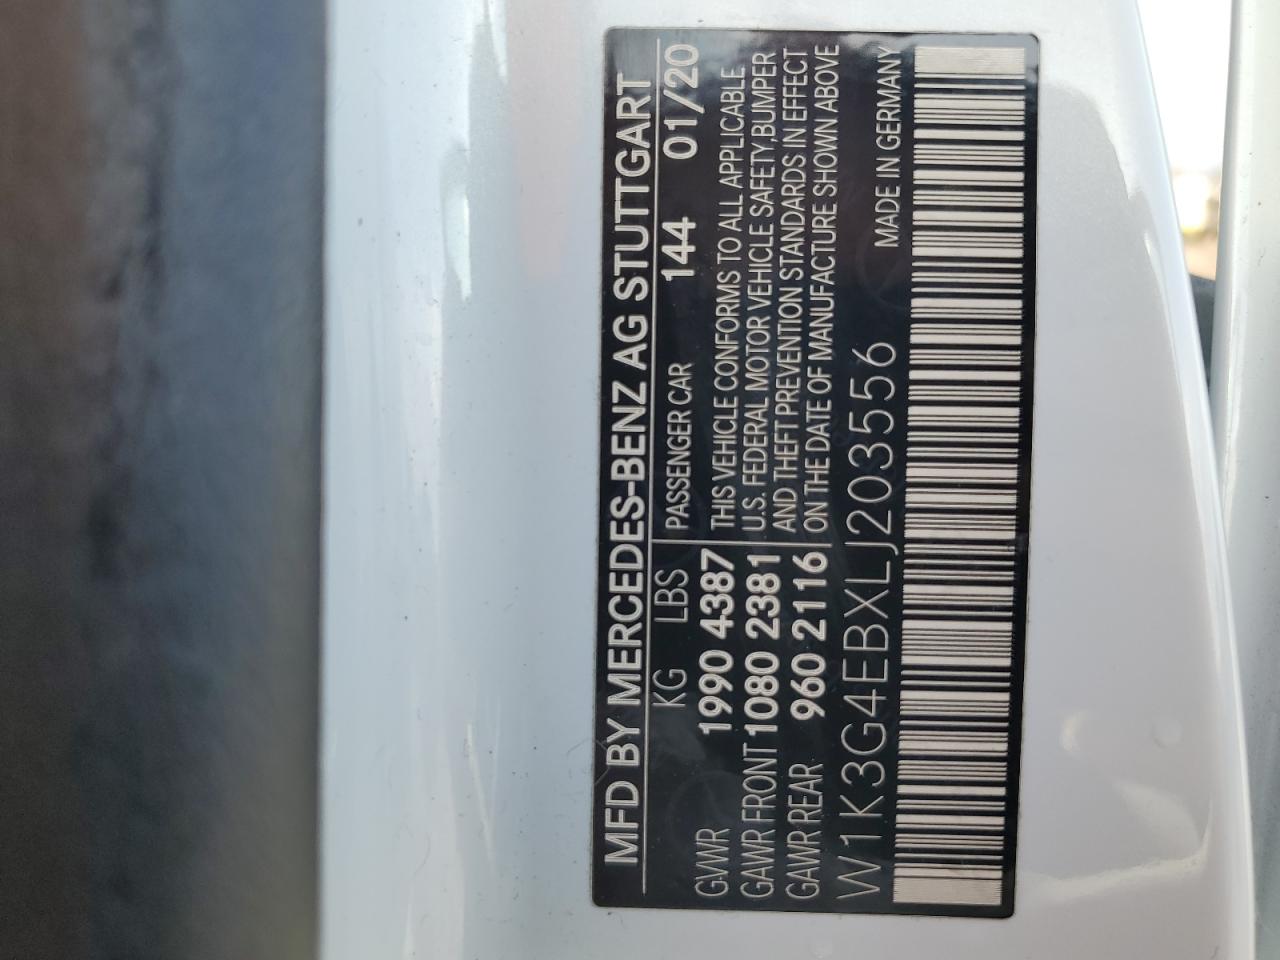 MFD BY MERCEDES-BENZ AG STUTTGART
KG LBS PASSENGER CAR 144 01/20
GVWR 1990 4387 THIS VEHICLE CONFORMS TO ALL APPLICABLE
GAWR FRONT 1080 2381 U.S. FEDERAL MOTOR VEHICLE SAFETY,BUMPER
GAWR REAR 960 2116 AND THEFT PREVENTION STANDARDS IN EFFECT
ON THE DATE OF MANUFACTURE SHOWN ABOVE
W1K3G4EBXLJ203556 MADE IN GERMANY